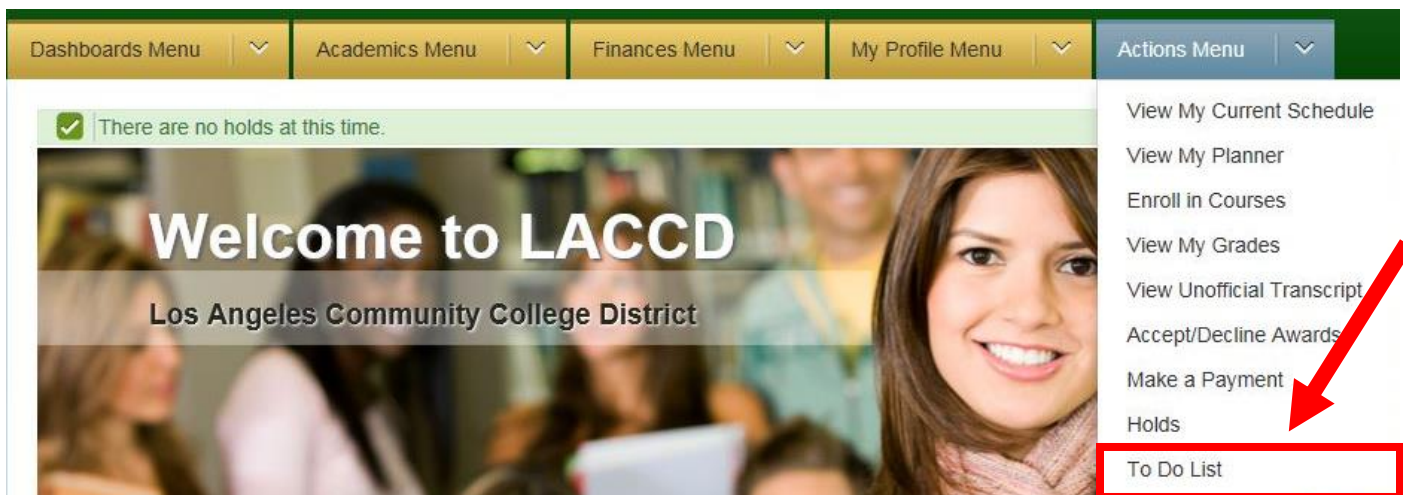 Dashboards Menu
Academics Menu
Finances Menu
My Profile Menu
Actions Menu
There are no holds at this time.
Welcome to LACCD
Los Angeles Community College District
View My Current Schedule
View My Planner
Enroll in Courses
View My Grades
View Unofficial Transcript
Accept/Decline Awards
Make a Payment
Holds
To Do List